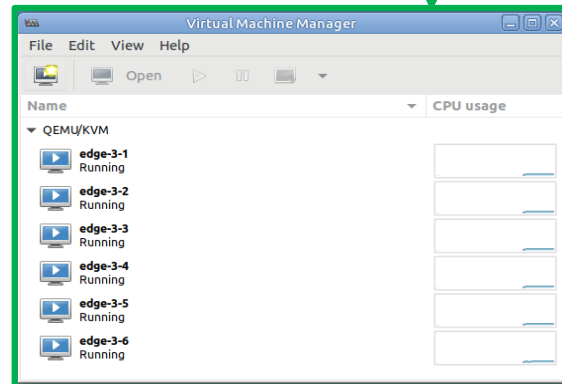 Virtual Machine Manager
File Edit View Help
Open
Name CPU usage
QEMU/KVM
edge-3-1
Running
edge-3-2
Running
edge-3-3
Running
edge-3-4
Running
edge-3-5
Running
edge-3-6
Running